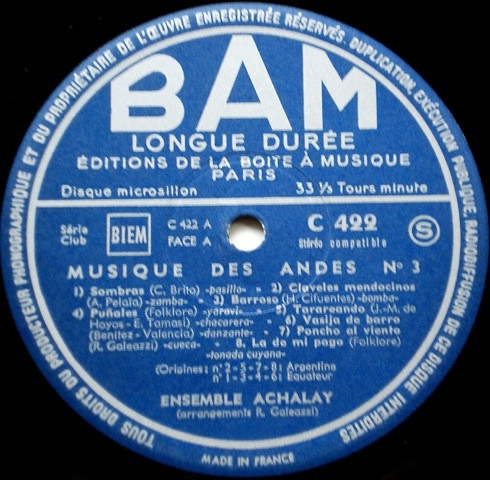 TOUS DROITS DU PRODUCTEUR PHONOGRAPHIQUE ET DU PROPRIÉTAIRE DE L'ŒUVRE ENREGISTRÉE RÉSERVÉS. DUPLICATION, EXÉCUTION PUBLIQUE, RADIODIFFUSION DE CE DISQUE INTERDITES
BAM
LONGUE DURÉE
ÉDITIONS DE LA BOITE À MUSIQUE
PARIS
Disque microsillon 33 ⅓ Tours minute
Série Club
BIEM
C 422 A
FACE A
C 422
Stéréo compatible
S
MUSIQUE DES ANDES No 3
1) Sombras (C. Brito) -pasillo- 2) Claveles mendocinos
(A. Pelala) -zamba- 3) Barroso (H. Cifuentes) -bomba-
4) Puñales (Folklore) -yaravi- 5) Tarareando (J.-M. de
Hoyos - E. Tamasi) -chacarera- 6) Vasija de barro
(Benitez - Valencia) -danzante- 7) Poncho al viento
(R. Galeazzi) -cueca- 8. La de mi pago (Folklore)
-tonada cuyana-
(Origines: n° 2-5-7-8: Argentine
n° 1-3-4-6: Equateur
ENSEMBLE ACHALAY
(arrangements R. Galeazzi)
MADE IN FRANCE